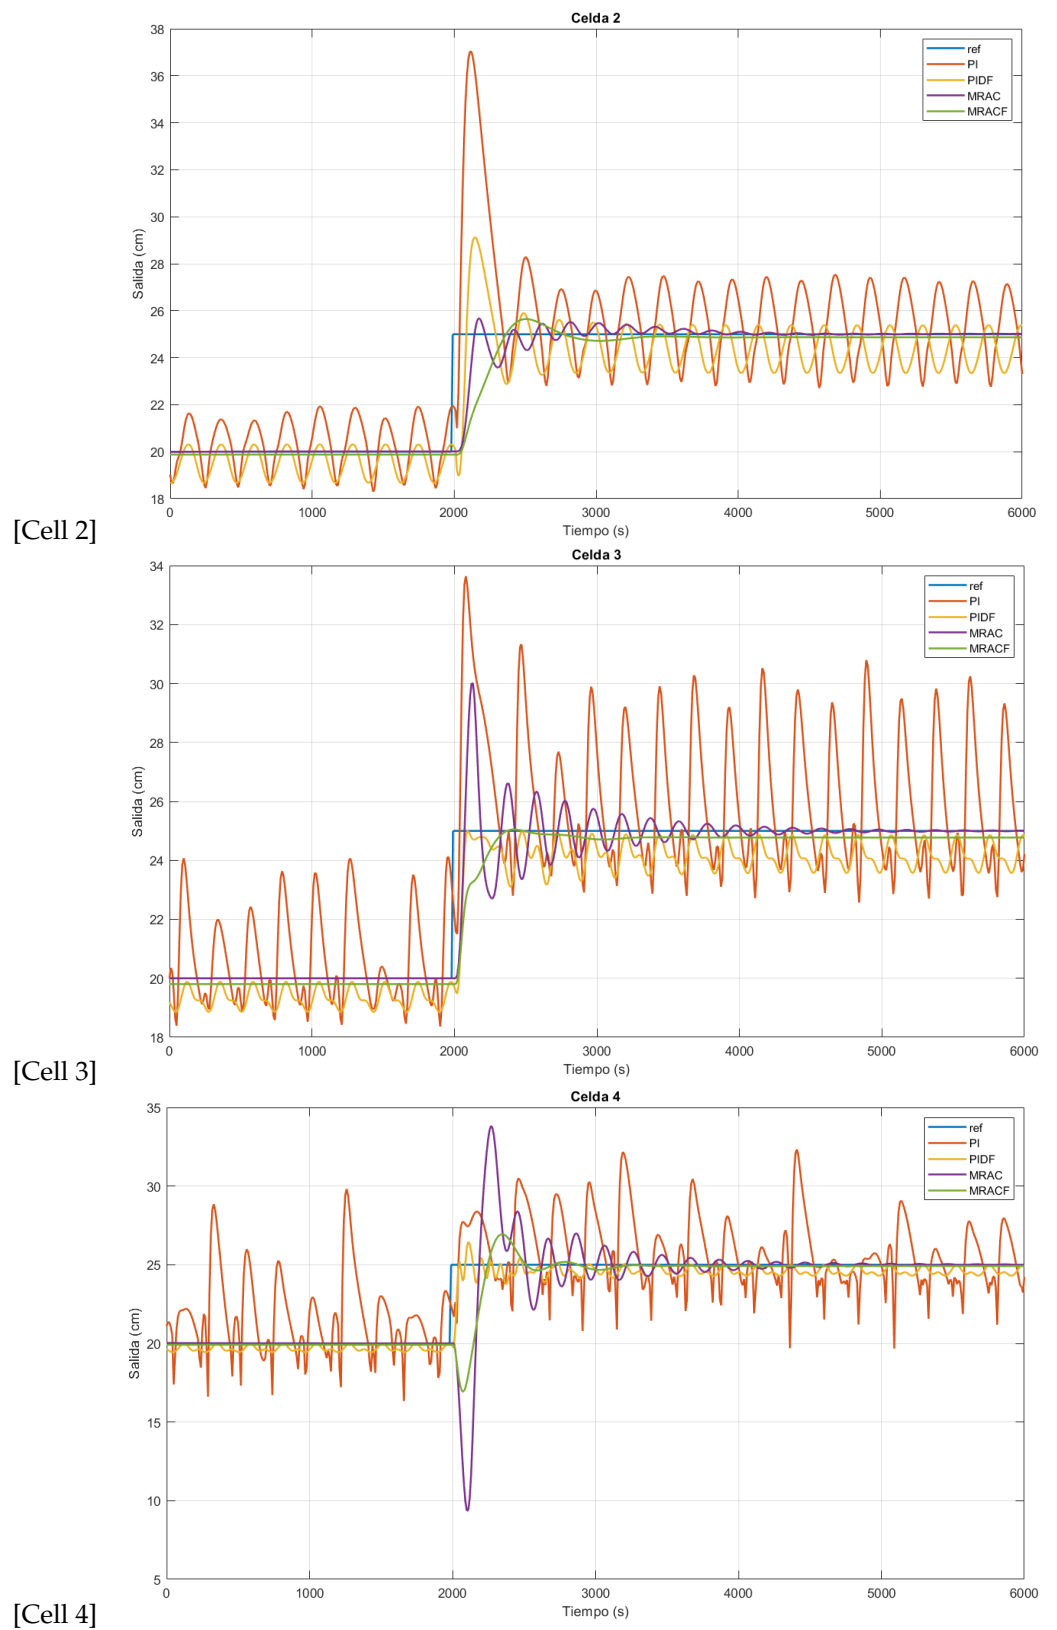 Celda 2
38
36
34
32
30
28
26
24
22
20
18
Salida (cm)
ref
PI
PIDF
MRAC
MRACF
0 1000 2000 3000 4000 5000 6000
Tiempo (s)
[Cell 2]
Celda 3
34
32
30
28
26
24
22
20
18
Salida (cm)
ref
PI
PIDF
MRAC
MRACF
0 1000 2000 3000 4000 5000 6000
Tiempo (s)
[Cell 3]
Celda 4
35
30
25
20
15
10
5
Salida (cm)
ref
PI
PIDF
MRAC
MRACF
0 1000 2000 3000 4000 5000 6000
Tiempo (s)
[Cell 4]